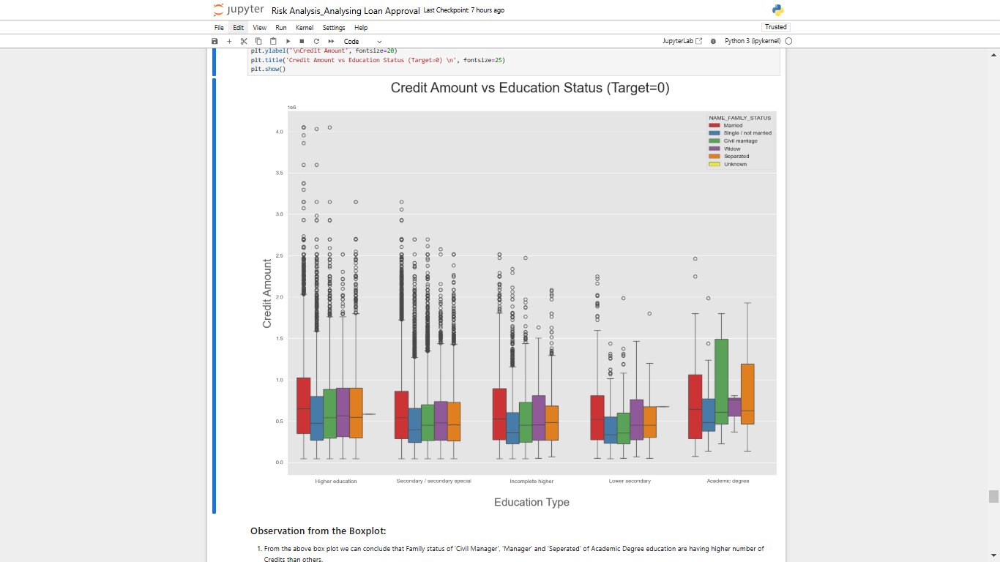 jupyter Risk Analysis_Analysing Loan Approval Last Checkpoint: 7 hours ago
File Edit View Run Kernel Settings Help
Trusted
Code
JupyterLab
Python 3 (ipykernel)
plt.ylabel('\nCredit Amount', fontsize=20)
plt.title('Credit Amount vs Education Status (Target=0) \n', fontsize=25)
plt.show()
Credit Amount vs Education Status (Target=0)
1e6
NAME_FAMILY_STATUS
Married
Single / not married
Civil marriage
Widow
Separated
Unknown
4.0
3.5
3.0
2.5
2.0
1.5
1.0
0.5
0.0
Credit Amount
Higher education Secondary / secondary special Incomplete higher Lower secondary Academic degree
Education Type
Observation from the Boxplot:
1. From the above box plot we can conclude that Family status of 'Civil Manager', 'Manager' and 'Seperated' of Academic Degree education are having higher number of
Credits than others.